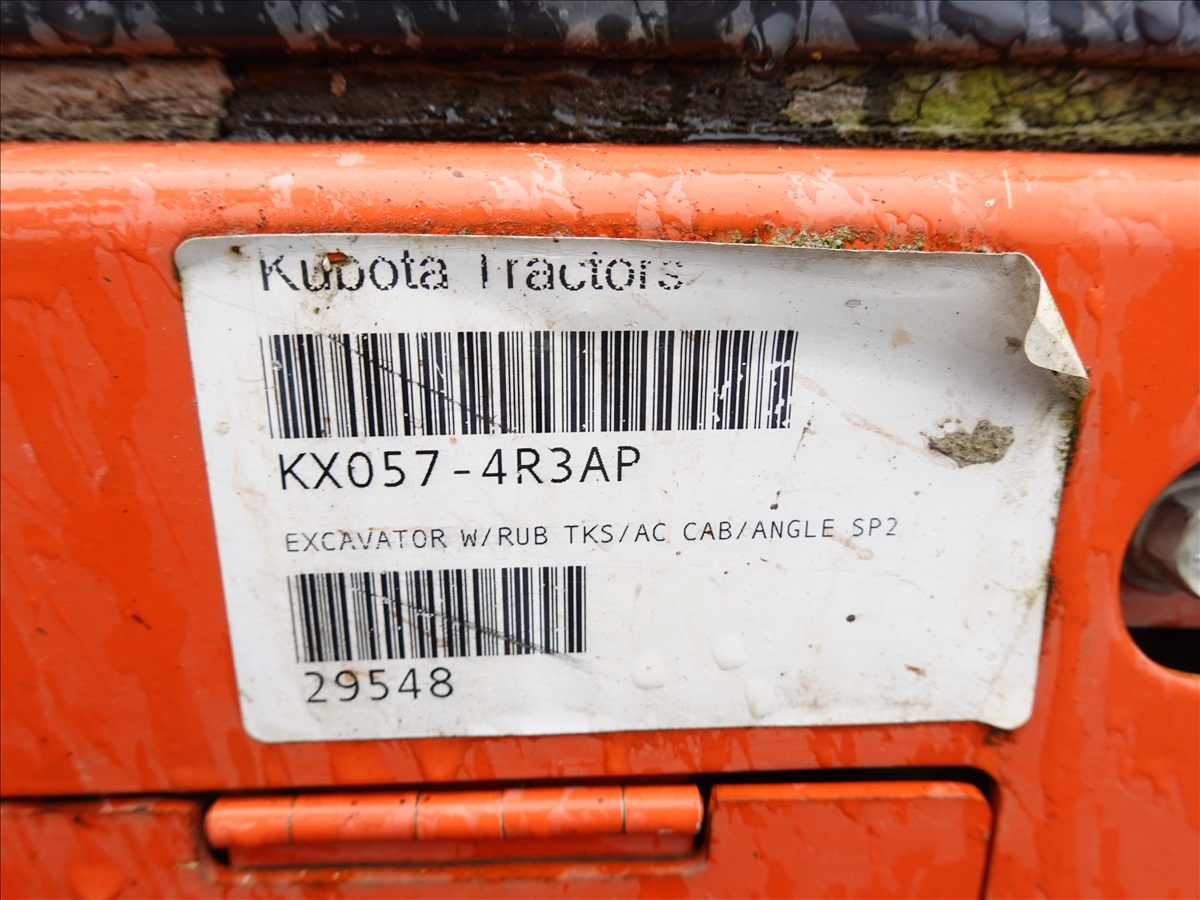 Kubota Tractors
KX057-4R3AP
EXCAVATOR W/RUB TKS/AC CAB/ANGLE SP2
29548